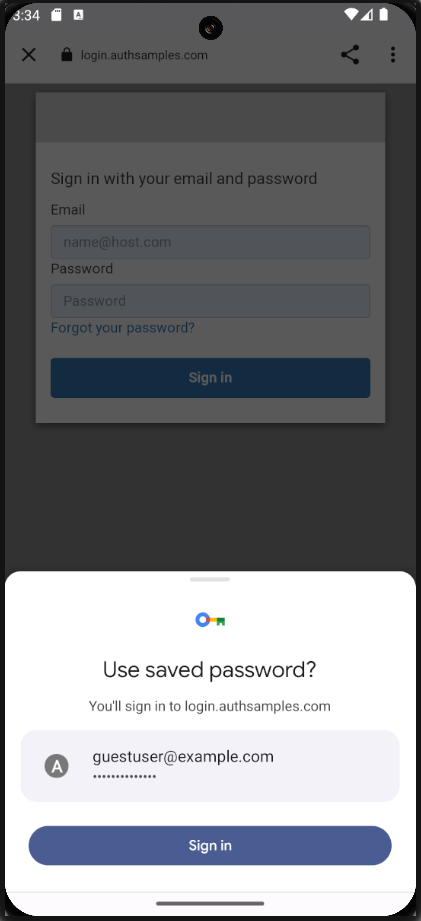 3:34
login.authsamples.com
Sign in with your email and password
Email
name@host.com
Password
Password
Forgot your password?
Sign in
Use saved password?
You'll sign in to login.authsamples.com
A
guestuser@example.com
••••••••••••••
Sign in